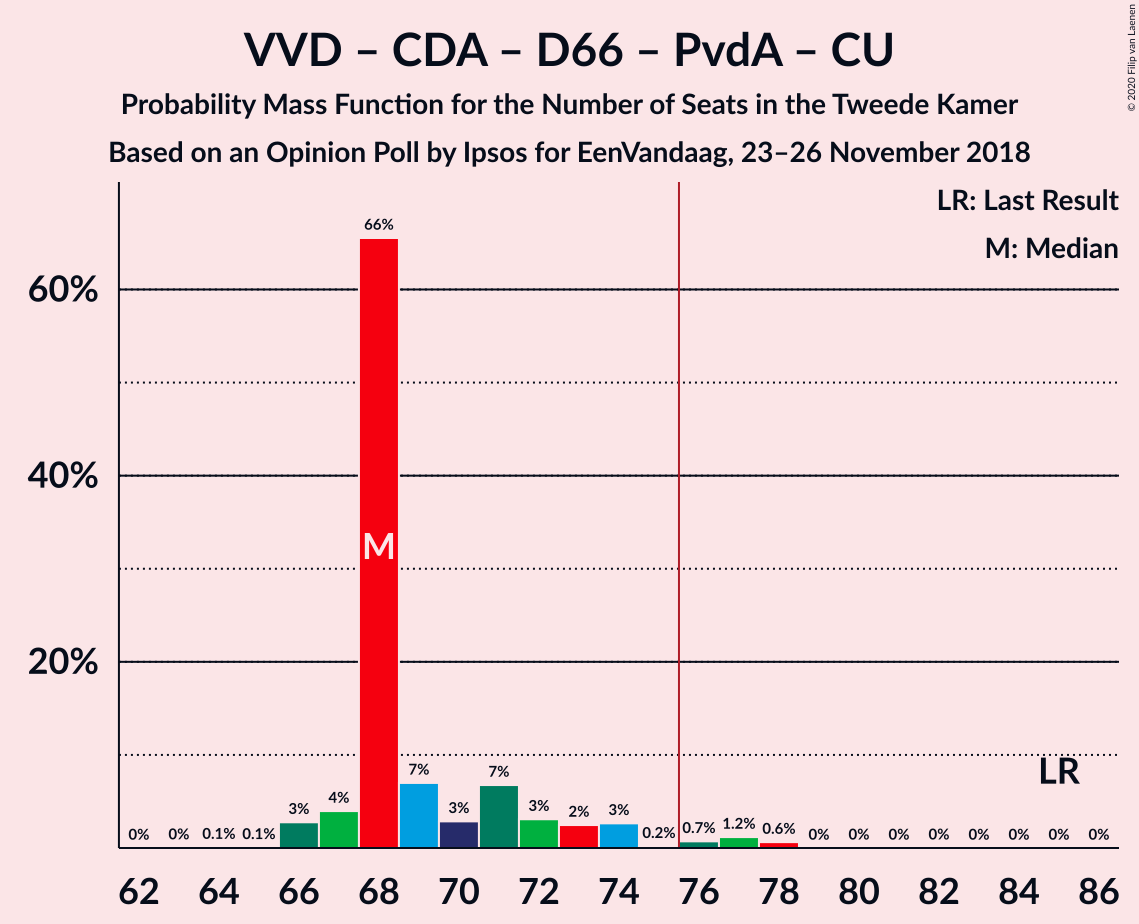 VVD – CDA – D66 – PvdA – CU
Probability Mass Function for the Number of Seats in the Tweede Kamer
Based on an Opinion Poll by Ipsos for EenVandaag, 23–26 November 2018
© 2020 Filip van Laenen
LR: Last Result
M: Median
60%
40%
20%
0% 0% 0.1% 0.1% 3% 4% 66% 7% 3% 7% 3% 2% 3% 0.2% 0.7% 1.2% 0.6% 0% 0% 0% 0% 0% 0% 0% 0%
M
LR
62 64 66 68 70 72 74 76 78 80 82 84 86